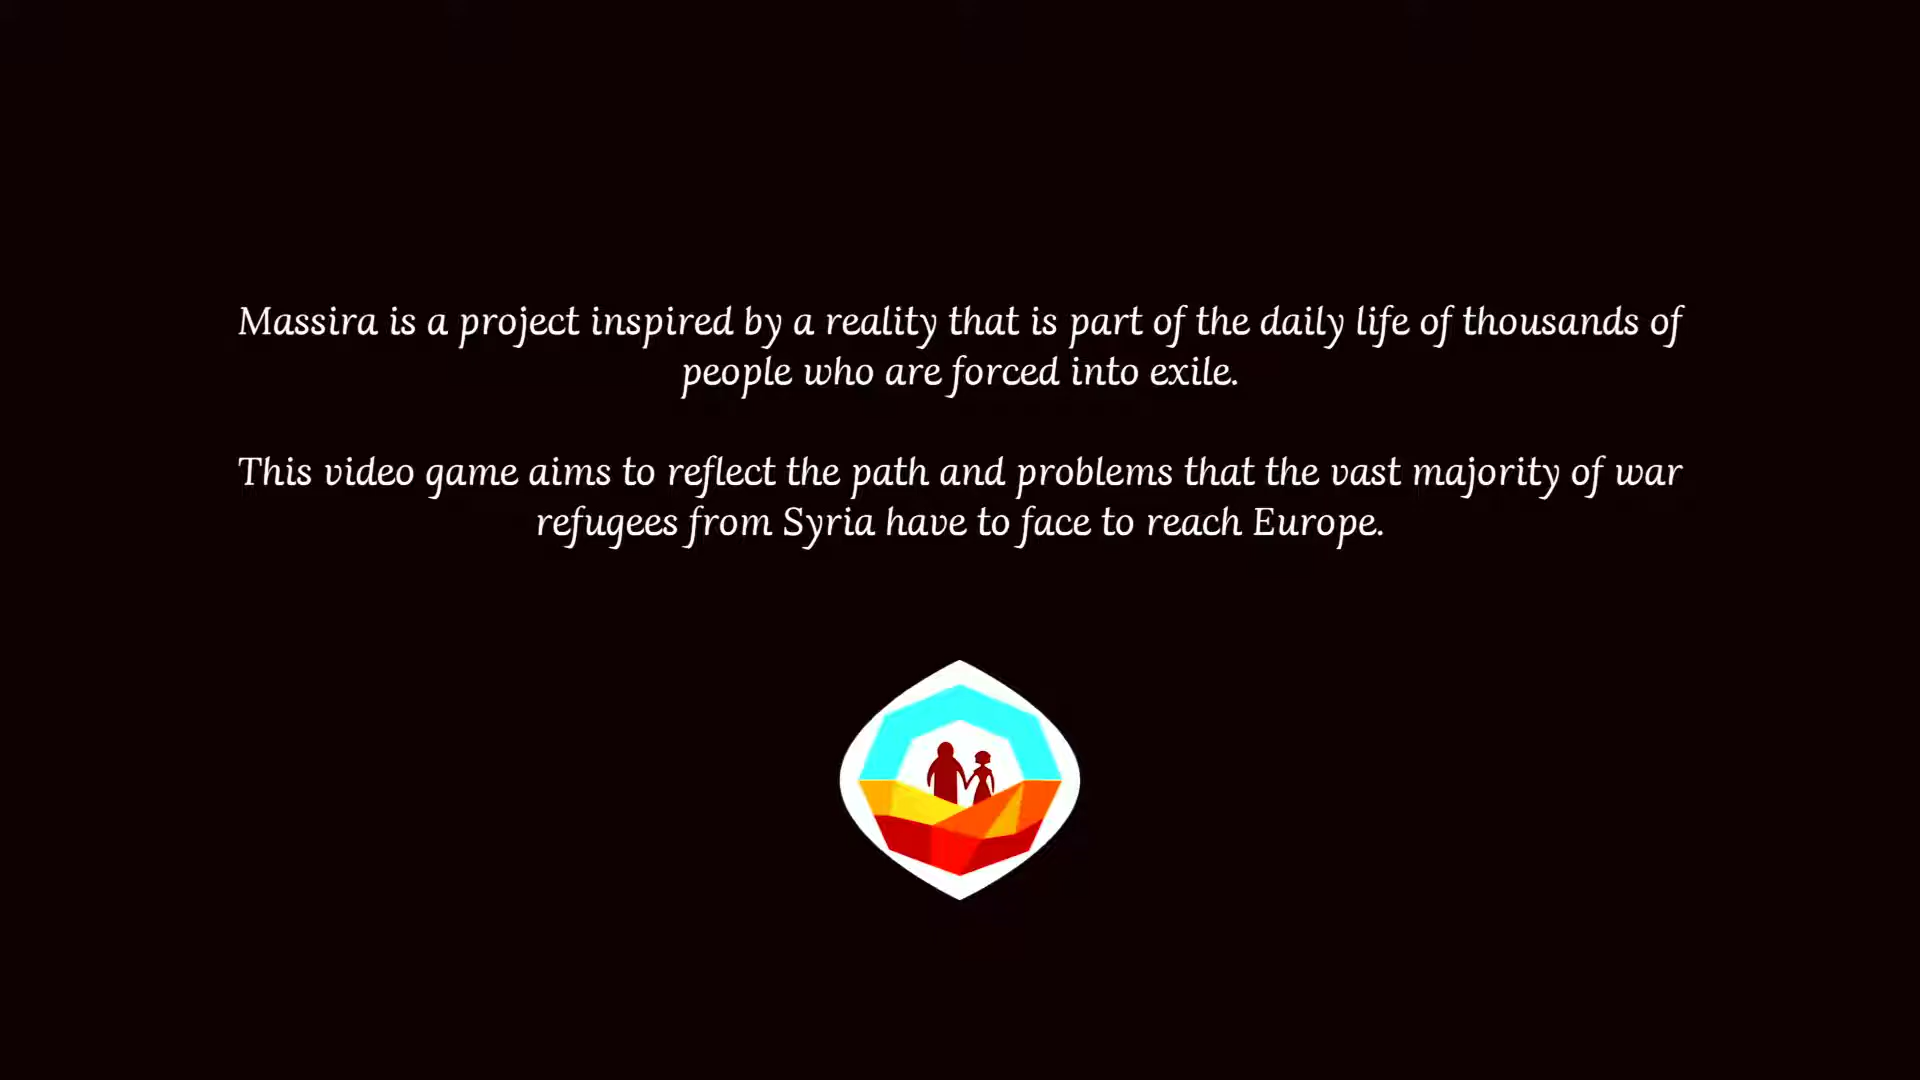 Massira is a project inspired by a reality that is part of the daily life of thousands of
people who are forced into exile.
This video game aims to reflect the path and problems that the vast majority of war
refugees from Syria have to face to reach Europe.